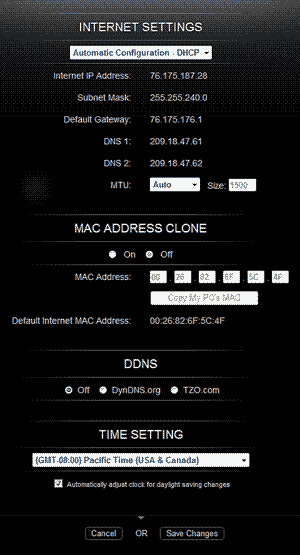 INTERNET SETTINGS
Automatic Configuration - DHCP
Internet IP Address: 76.175.187.28
Subnet Mask: 255.255.240.0
Default Gateway: 76.175.176.1
DNS 1: 209.18.47.61
DNS 2: 209.18.47.62
MTU: Auto Size: 1500
MAC ADDRESS CLONE
On Off
MAC Address: 00 . 26 . 82 . 6F . 5C . 4F
Copy My PC's MAC
Default Internet MAC Address: 00:26:82:6F:5C:4F
DDNS
Off DynDNS.org TZO.com
TIME SETTING
(GMT-08:00) Pacific Time (USA & Canada)
Automatically adjust clock for daylight saving changes
Cancel OR Save Changes